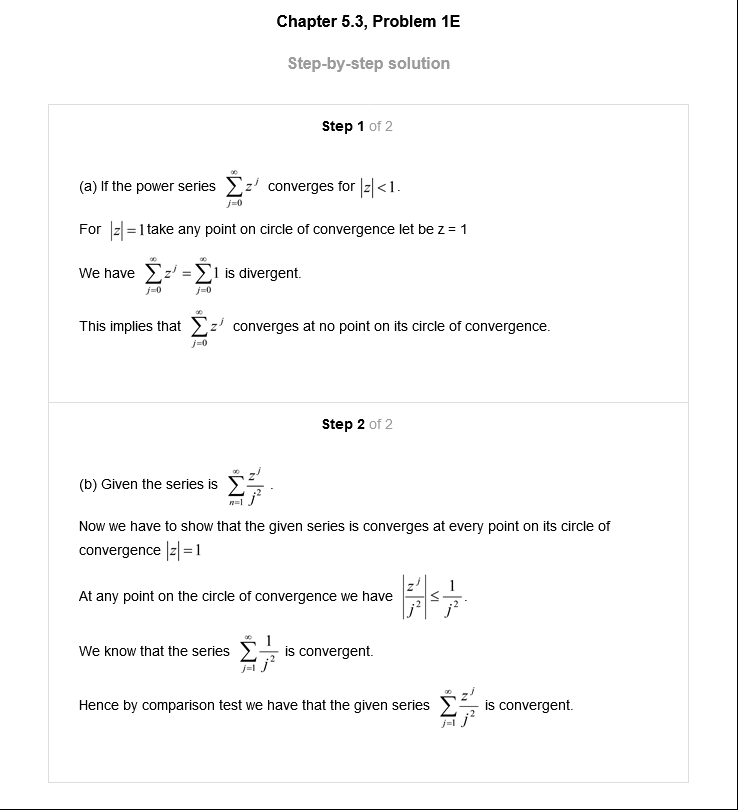 Chapter 5.3, Problem 1E
Step-by-step solution
Step 1 of 2
(a) If the power series $\sum_{j=0}^{\infty} z^j$ converges for $|z|<1$.
For $|z|=1$ take any point on circle of convergence let be z = 1
We have $\sum_{j=0}^{\infty} z^j = \sum_{j=0}^{\infty} 1$ is divergent.
This implies that $\sum_{j=0}^{\infty} z^j$ converges at no point on its circle of convergence.
Step 2 of 2
(b) Given the series is $\sum_{n=1}^{\infty} \frac{z^j}{j^2}$ .
Now we have to show that the given series is converges at every point on its circle of
convergence $|z|=1$
At any point on the circle of convergence we have $\left|\frac{z^j}{j^2}\right| \leq \frac{1}{j^2}$.
We know that the series $\sum_{j=1}^{\infty} \frac{1}{j^2}$ is convergent.
Hence by comparison test we have that the given series $\sum_{j=1}^{\infty} \frac{z^j}{j^2}$ is convergent.